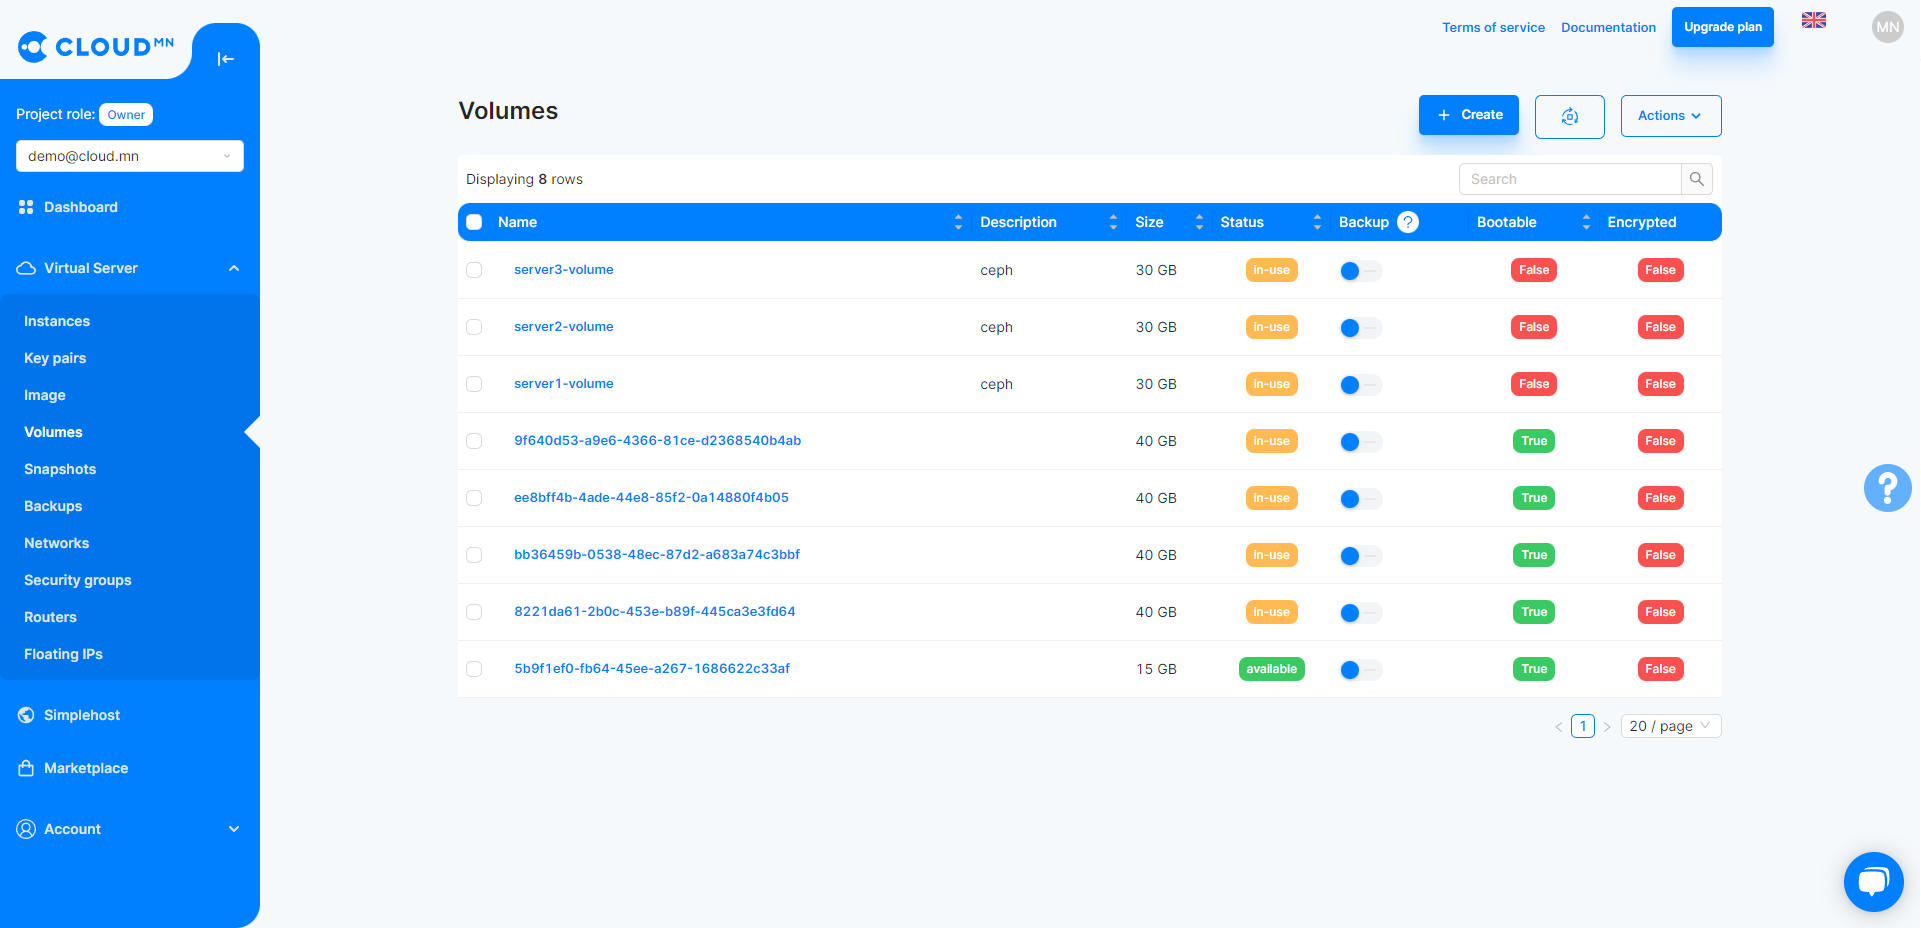 CLOUD MN
Terms of service
Documentation
Upgrade plan
MN
Project role: Owner
demo@cloud.mn
Dashboard
Virtual Server
Instances
Key pairs
Image
Volumes
Snapshots
Backups
Networks
Security groups
Routers
Floating IPs
Simplehost
Marketplace
Account
Volumes
+ Create
Actions
Displaying 8 rows
Search
Name Description Size Status Backup ? Bootable Encrypted
server3-volume ceph 30 GB in-use False False
server2-volume ceph 30 GB in-use False False
server1-volume ceph 30 GB in-use False False
9f640d53-a9e6-4366-81ce-d2368540b4ab 40 GB in-use True False
ee8bff4b-4ade-44e8-85f2-0a14880f4b05 40 GB in-use True False
bb36459b-0538-48ec-87d2-a683a74c3bbf 40 GB in-use True False
8221da61-2b0c-453e-b89f-445ca3e3fd64 40 GB in-use True False
5b9f1ef0-fb64-45ee-a267-1686622c33af 15 GB available True False
< 1 > 20 / page
?